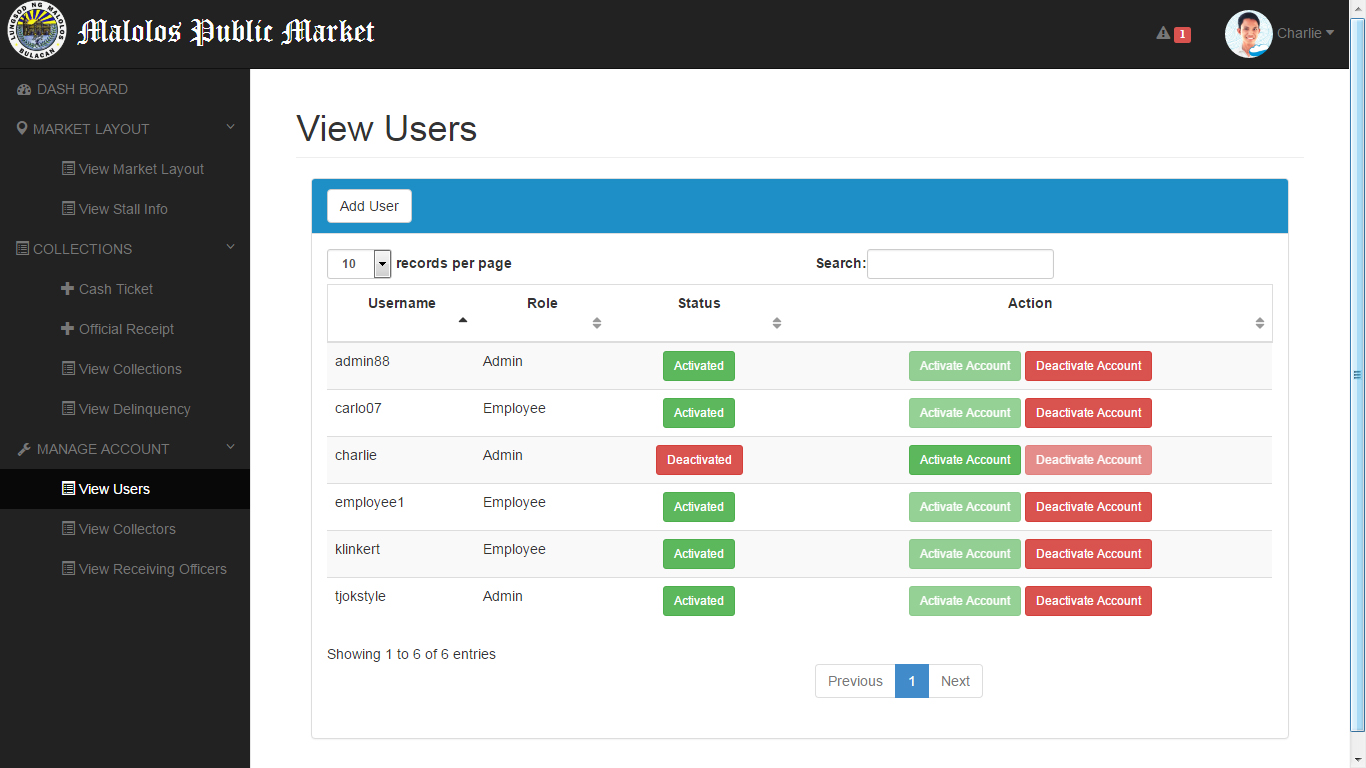 LUNGSOD NG MALOLOS
BULACAN
Malolos Public Market
1
Charlie
DASH BOARD
MARKET LAYOUT
View Market Layout
View Stall Info
COLLECTIONS
Cash Ticket
Official Receipt
View Collections
View Delinquency
MANAGE ACCOUNT
View Users
View Collectors
View Receiving Officers
View Users
Add User
10 records per page Search:
Username Role Status Action
admin88 Admin Activated Activate Account Deactivate Account
carlo07 Employee Activated Activate Account Deactivate Account
charlie Admin Deactivated Activate Account Deactivate Account
employee1 Employee Activated Activate Account Deactivate Account
klinkert Employee Activated Activate Account Deactivate Account
tjokstyle Admin Activated Activate Account Deactivate Account
Showing 1 to 6 of 6 entries
Previous 1 Next